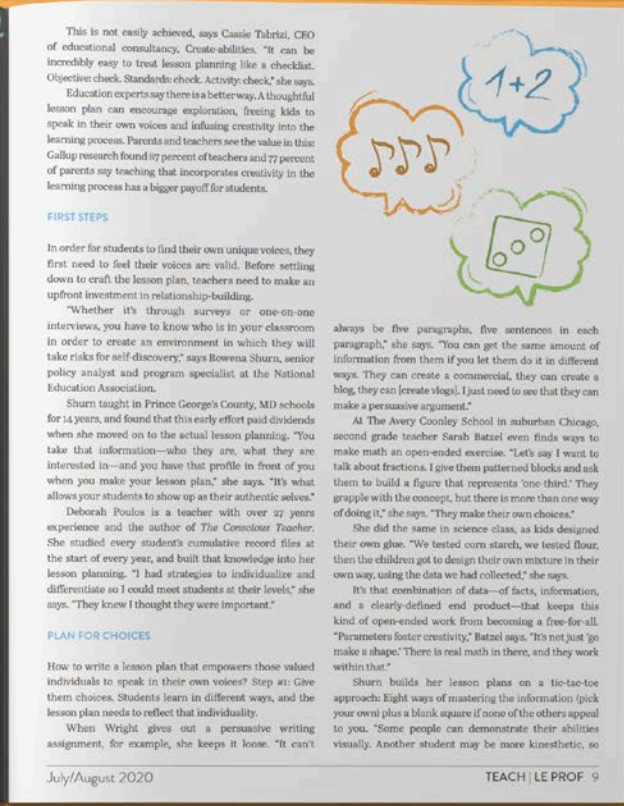 This is not easily achieved, says Cassie Tabrizi, CEO
of educational consultancy, Create-abilities. "It can be
incredibly easy to treat lesson planning like a checklist.
Objective: check. Standards: check. Activity: check," she says.
Education experts say there is a better way. A thoughtful
lesson plan can encourage exploration, freeing kids to
speak in their own voices and infusing creativity into the
learning process. Parents and teachers see the value in this:
Gallup research found 87 percent of teachers and 77 percent
of parents say teaching that incorporates creativity in the
learning process has a bigger payoff for students.
FIRST STEPS
In order for students to find their own unique voices, they
first need to feel their voices are valid. Before settling
down to craft the lesson plan, teachers need to make an
upfront investment in relationship-building.
"Whether it's through surveys or one-on-one
interviews, you have to know who is in your classroom
in order to create an environment in which they will
take risks for self-discovery," says Rowena Shurn, senior
policy analyst and program specialist at the National
Education Association.
Shurn taught in Prince George's County, MD schools
for 14 years, and found that this early effort paid dividends
when she moved on to the actual lesson planning. "You
take that information—who they are, what they are
interested in—and you have that profile in front of you
when you make your lesson plan," she says. "It's what
allows your students to show up as their authentic selves."
Deborah Poulos is a teacher with over 27 years
experience and the author of The Conscious Teacher.
She studied every student's cumulative record files at
the start of every year, and built that knowledge into her
lesson planning. "I had strategies to individualize and
differentiate so I could meet students at their levels," she
says. "They knew I thought they were important."
PLAN FOR CHOICES
How to write a lesson plan that empowers those valued
individuals to speak in their own voices? Step #1: Give
them choices. Students learn in different ways, and the
lesson plan needs to reflect that individuality.
When Wright gives out a persuasive writing
assignment, for example, she keeps it loose. "It can't
1+2
always be five paragraphs, five sentences in each
paragraph," she says. "You can get the same amount of
information from them if you let them do it in different
ways. They can create a commercial, they can create a
blog, they can [create vlogs]. I just need to see that they can
make a persuasive argument."
At The Avery Coonley School in suburban Chicago,
second grade teacher Sarah Batzel even finds ways to
make math an open-ended exercise. "Let's say I want to
talk about fractions. I give them patterned blocks and ask
them to build a figure that represents 'one-third.' They
grapple with the concept, but there is more than one way
of doing it," she says. "They make their own choices."
She did the same in science class, as kids designed
their own glue. "We tested corn starch, we tested flour,
then the children got to design their own mixture in their
own way, using the data we had collected," she says.
It's that combination of data—of facts, information,
and a clearly-defined end product—that keeps this
kind of open-ended work from becoming a free-for-all.
"Parameters foster creativity," Batzel says. "It's not just 'go
make a shape.' There is real math in there, and they work
within that."
Shurn builds her lesson plans on a tic-tac-toe
approach: Eight ways of mastering the information (pick
your own) plus a blank square if none of the others appeal
to you. "Some people can demonstrate their abilities
visually. Another student may be more kinesthetic, so
July/August 2020
TEACH | LE PROF 9